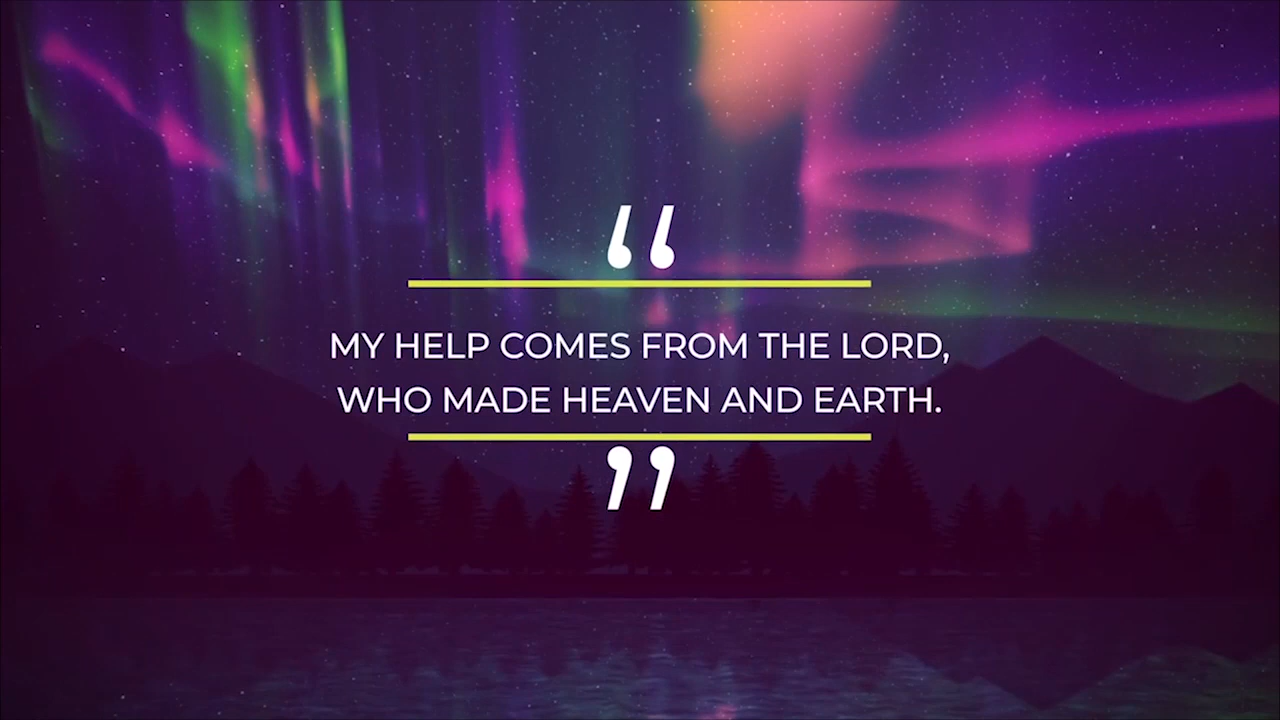 “
MY HELP COMES FROM THE LORD,
WHO MADE HEAVEN AND EARTH.
”